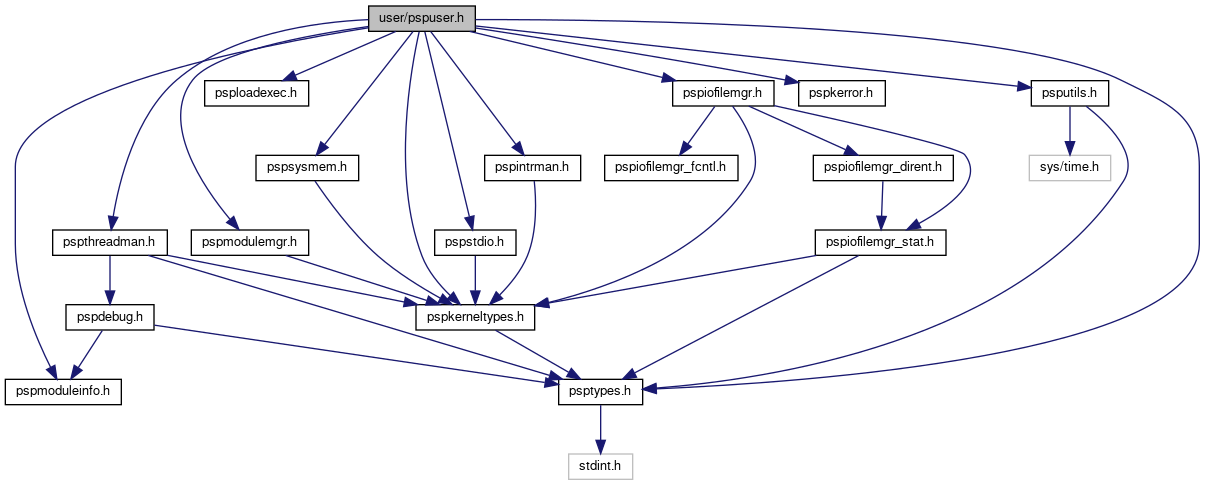 user/pspuser.h
psploadexec.h
pspiofilemgr.h
pspkerror.h
psputils.h
pspsysmem.h
pspintrman.h
pspiofilemgr_fcntl.h
pspiofilemgr_dirent.h
sys/time.h
pspthreadman.h
pspmodulemgr.h
pspstdio.h
pspiofilemgr_stat.h
pspdebug.h
pspkerneltypes.h
pspmoduleinfo.h
psptypes.h
stdint.h